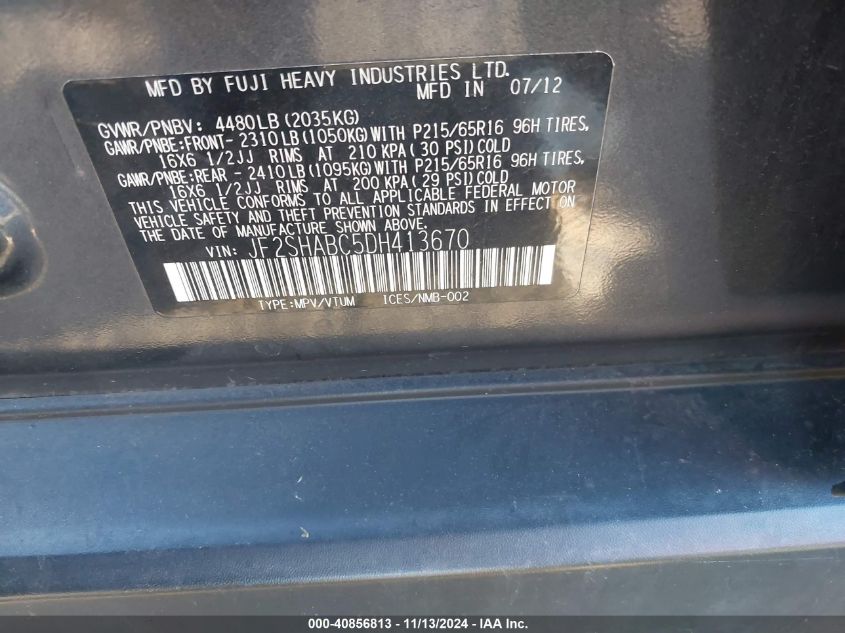 MFD BY FUJI HEAVY INDUSTRIES LTD.
MFD IN 07/12
GVWR/PNBV: 4480LB(2035KG)
GAWR/PNBE:FRONT- 2310LB(1050KG)WITH P215/65R16 96H TIRES,
16X6 1/2JJ RIMS AT 210 KPA( 30 PSI)COLD
GAWR/PNBE:REAR - 2410LB(1095KG)WITH P215/65R16 96H TIRES,
16X6 1/2JJ RIMS AT 200 KPA( 29 PSI)COLD
THIS VEHICLE CONFORMS TO ALL APPLICABLE FEDERAL MOTOR
VEHICLE SAFETY AND THEFT PREVENTION STANDARDS IN EFFECT ON
THE DATE OF MANUFACTURE SHOWN ABOVE.
VIN: JF2SHABC5DH413670
TYPE:MPV/VTUM ICES/NMB-002
000-40856813 - 11/13/2024 - IAA Inc.